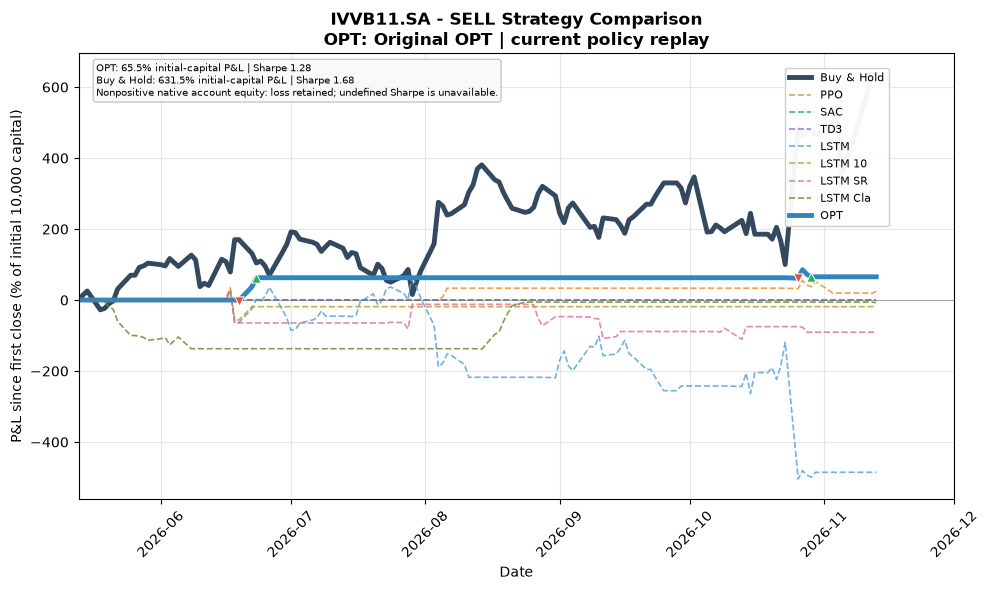 IVVB11.SA - SELL Strategy Comparison
OPT: Original OPT | current policy replay
OPT: 65.5% initial-capital P&L | Sharpe 1.28
Buy & Hold: 631.5% initial-capital P&L | Sharpe 1.68
Nonpositive native account equity: loss retained; undefined Sharpe is unavailable.
Buy & Hold
PPO
SAC
TD3
LSTM
LSTM 10
LSTM SR
LSTM Cla
OPT
P&L since first close (% of initial 10,000 capital)
600
400
200
0
−200
−400
2026-06
2026-07
2026-08
2026-09
2026-10
2026-11
2026-12
Date